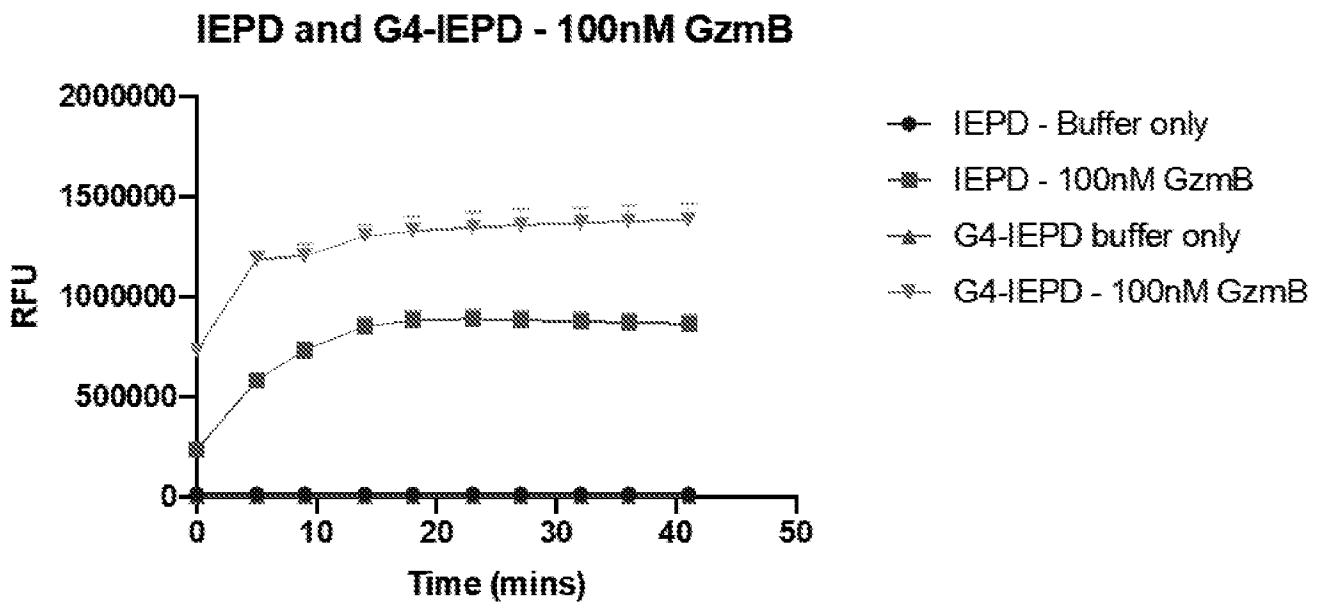 IEPD and G4-IEPD - 100nM GzmB
2000000
1500000
1000000
500000
0
RFU
0 10 20 30 40 50
Time (mins)
IEPD - Buffer only
IEPD - 100nM GzmB
G4-IEPD buffer only
G4-IEPD - 100nM GzmB